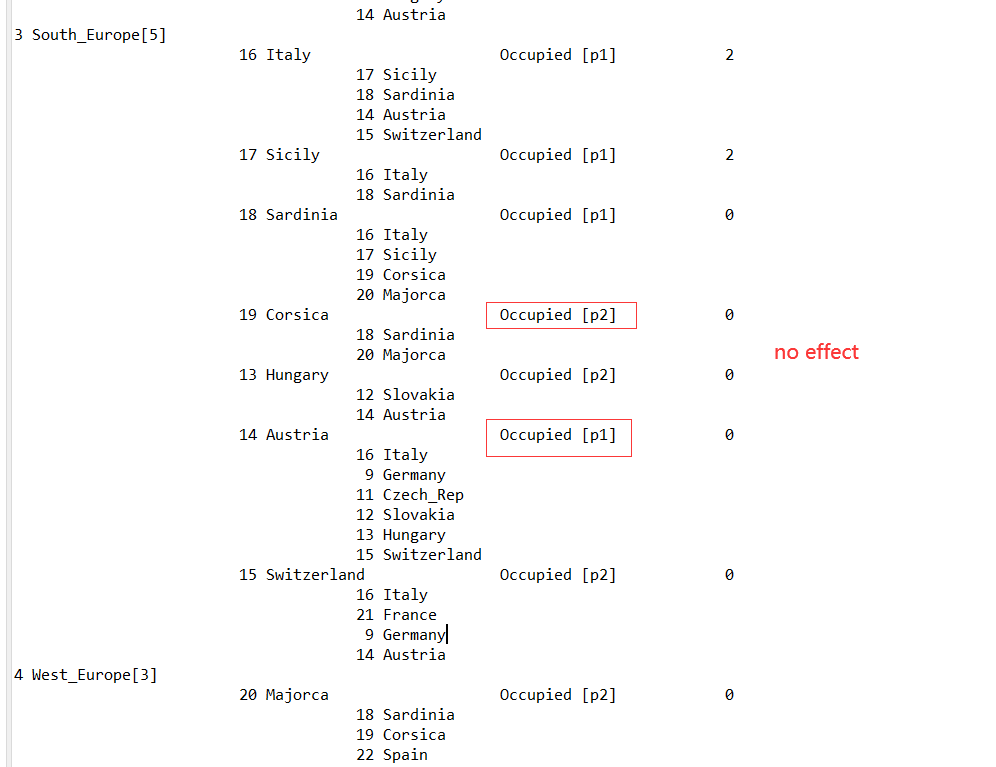 14 Austria
3 South_Europe[5]
16 Italy Occupied [p1] 2
17 Sicily
18 Sardinia
14 Austria
15 Switzerland
17 Sicily Occupied [p1] 2
16 Italy
18 Sardinia
18 Sardinia Occupied [p1] 0
16 Italy
17 Sicily
19 Corsica
20 Majorca
19 Corsica Occupied [p2] 0
18 Sardinia
no effect
20 Majorca
13 Hungary Occupied [p2] 0
12 Slovakia
14 Austria
14 Austria Occupied [p1] 0
16 Italy
9 Germany
11 Czech_Rep
12 Slovakia
13 Hungary
15 Switzerland
15 Switzerland Occupied [p2] 0
16 Italy
21 France
9 Germany
14 Austria
4 West_Europe[3]
20 Majorca Occupied [p2] 0
18 Sardinia
19 Corsica
22 Spain